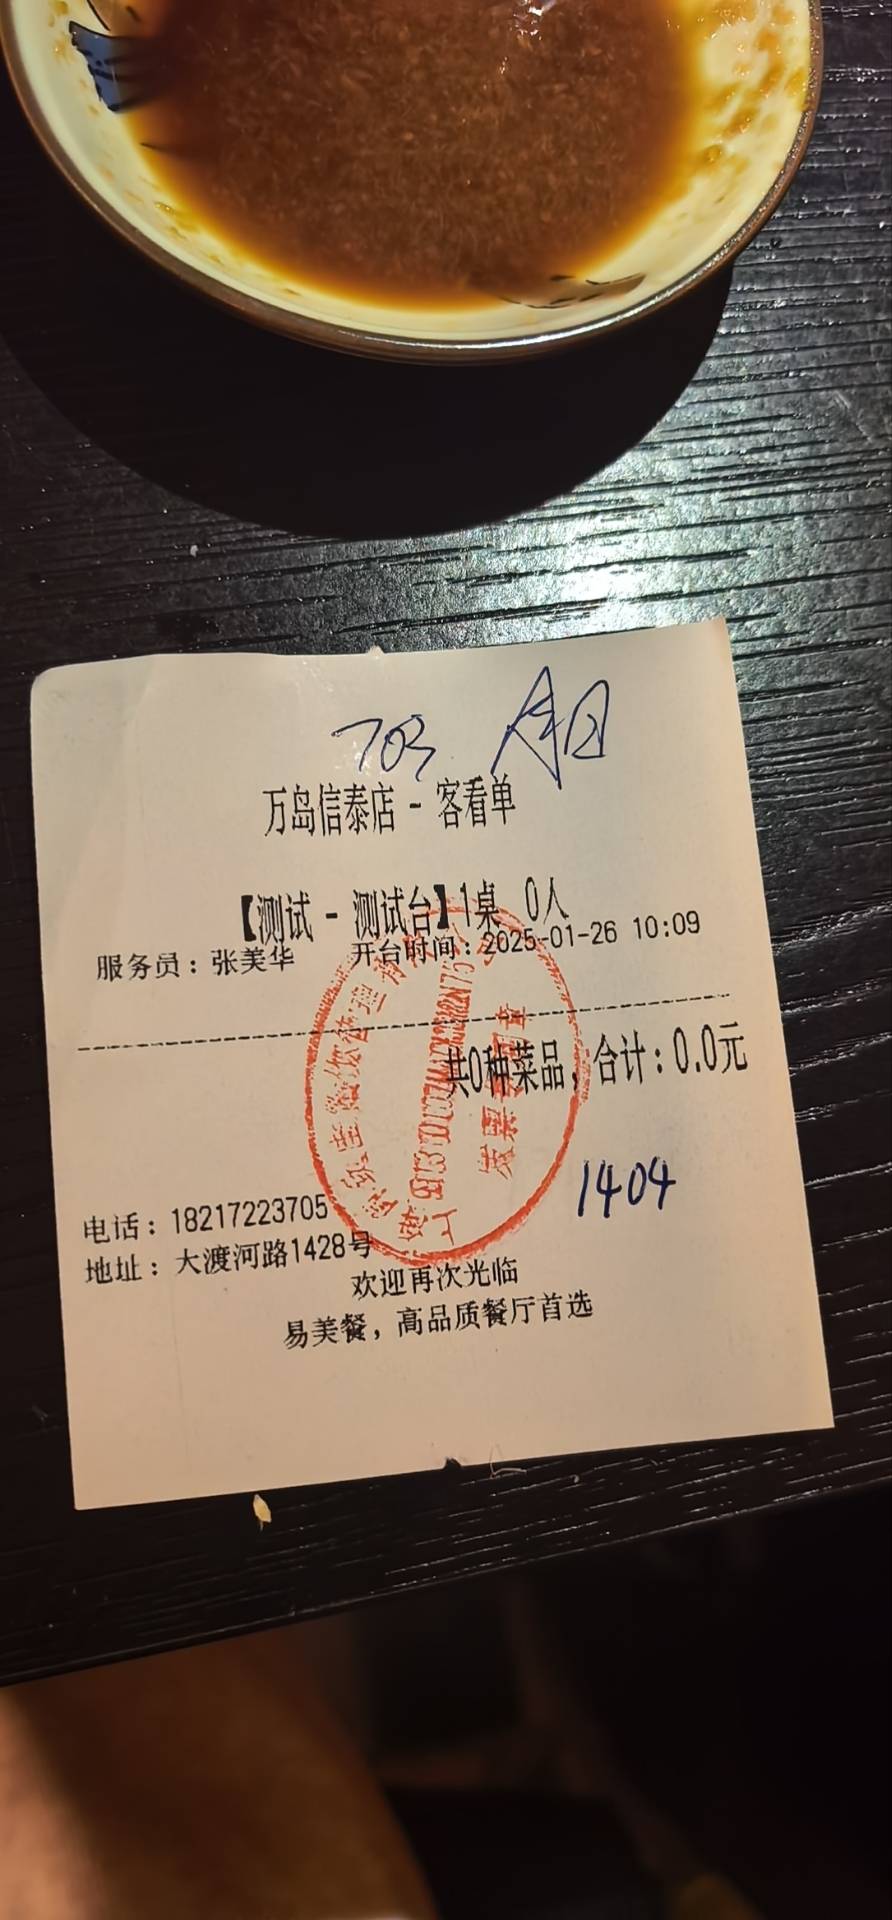 703
万岛信泰店 - 客看单
【测试 - 测试台】1桌 0人
服务员：张美华 开台时间：2025-01-26 10:09
共0种菜品，合计：0.0元
1404
电话：18217223705
地址：大渡河路1428号
欢迎再次光临
易美餐，高品质餐厅首选